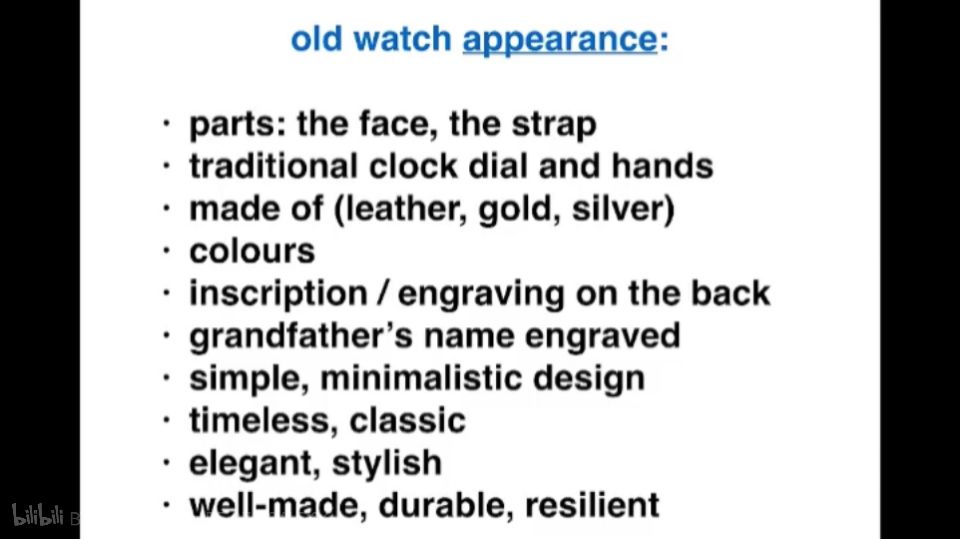 old watch appearance:
· parts: the face, the strap
· traditional clock dial and hands
· made of (leather, gold, silver)
· colours
· inscription / engraving on the back
· grandfather’s name engraved
· simple, minimalistic design
· timeless, classic
· elegant, stylish
· well-made, durable, resilient
bilibili B